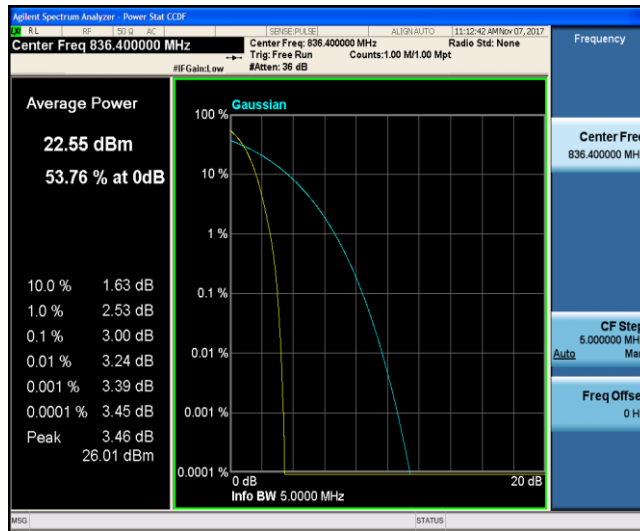 Agilent Spectrum Analyzer - Power Stat CCDF
LXI RL RF 50 Ω AC SENSE:PULSE ALIGNAUTO 11:12:42 AM Nov 07, 2017
Center Freq 836.400000 MHz
Center Freq: 836.400000 MHz Radio Std: None
Trig: Free Run Counts:1.00 M/1.00 Mpt
#IFGain:Low #Atten: 36 dB
Frequency
Average Power
22.55 dBm
53.76 % at 0dB
10.0 % 1.63 dB
1.0 % 2.53 dB
0.1 % 3.00 dB
0.01 % 3.24 dB
0.001 % 3.39 dB
0.0001 % 3.45 dB
Peak 3.46 dB
26.01 dBm
Gaussian
100 %
10 %
1 %
0.1 %
0.01 %
0.001 %
0.0001 %
0 dB 20 dB
Info BW 5.0000 MHz
Center Fre
836.400000 MH
CF Step
5.000000 MH
Auto Ma
Freq Offse
0 H
MSG STATUS